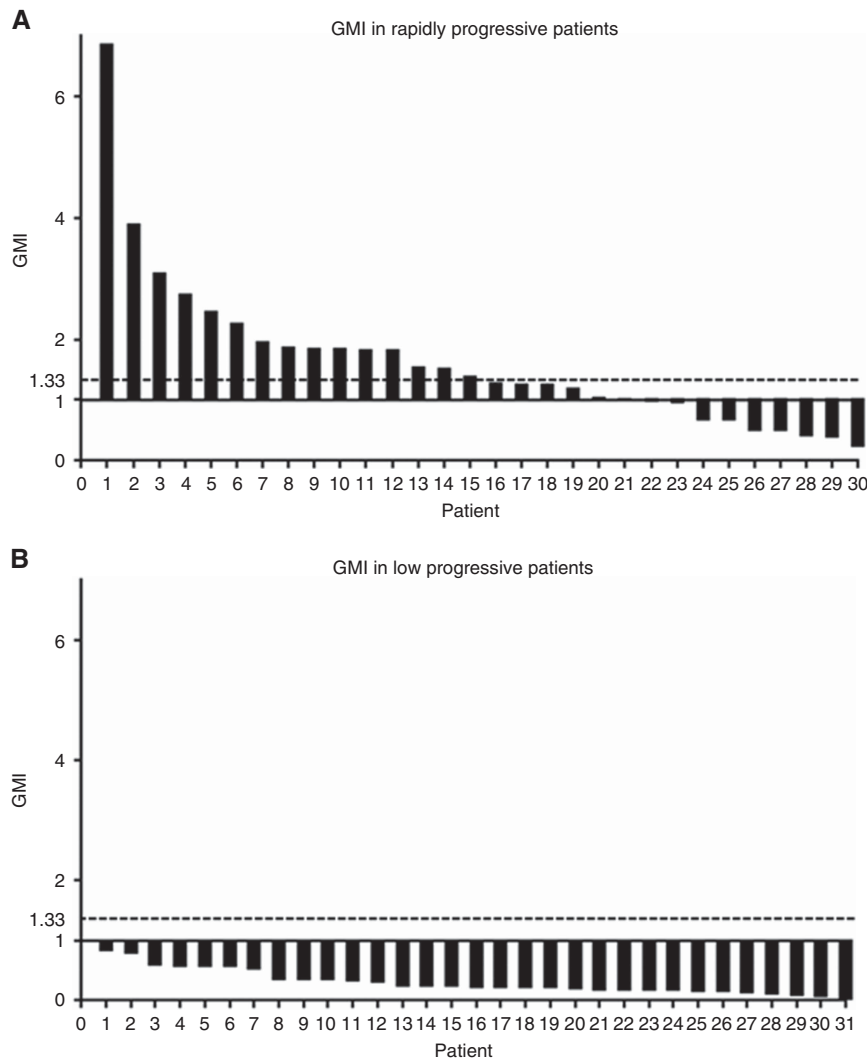 A
GMI in rapidly progressive patients
6
4
2
1.33
1
0
GMI
0 1 2 3 4 5 6 7 8 9 10 11 12 13 14 15 16 17 18 19 20 21 22 23 24 25 26 27 28 29 30
Patient
B
GMI in low progressive patients
6
4
2
1.33
1
0
GMI
0 1 2 3 4 5 6 7 8 9 10 11 12 13 14 15 16 17 18 19 20 21 22 23 24 25 26 27 28 29 30 31
Patient